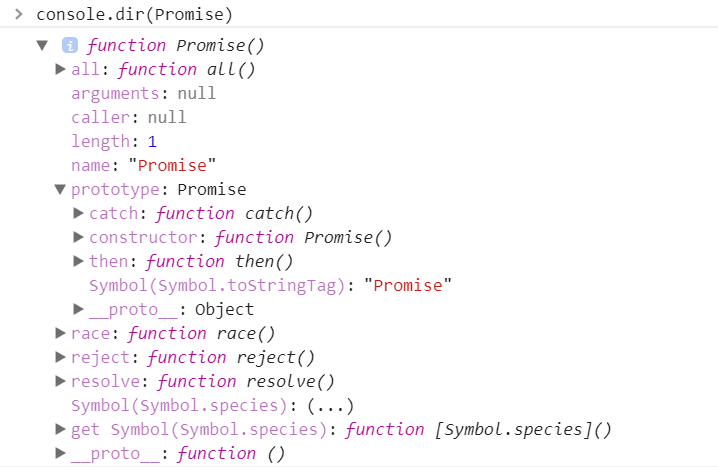 > console.dir(Promise)
▼ i function Promise()
▶ all: function all()
arguments: null
caller: null
length: 1
name: "Promise"
▼ prototype: Promise
▶ catch: function catch()
▶ constructor: function Promise()
▶ then: function then()
Symbol(Symbol.toStringTag): "Promise"
▶ __proto__: Object
▶ race: function race()
▶ reject: function reject()
▶ resolve: function resolve()
Symbol(Symbol.species): (...)
▶ get Symbol(Symbol.species): function [Symbol.species]()
▶ __proto__: function ()